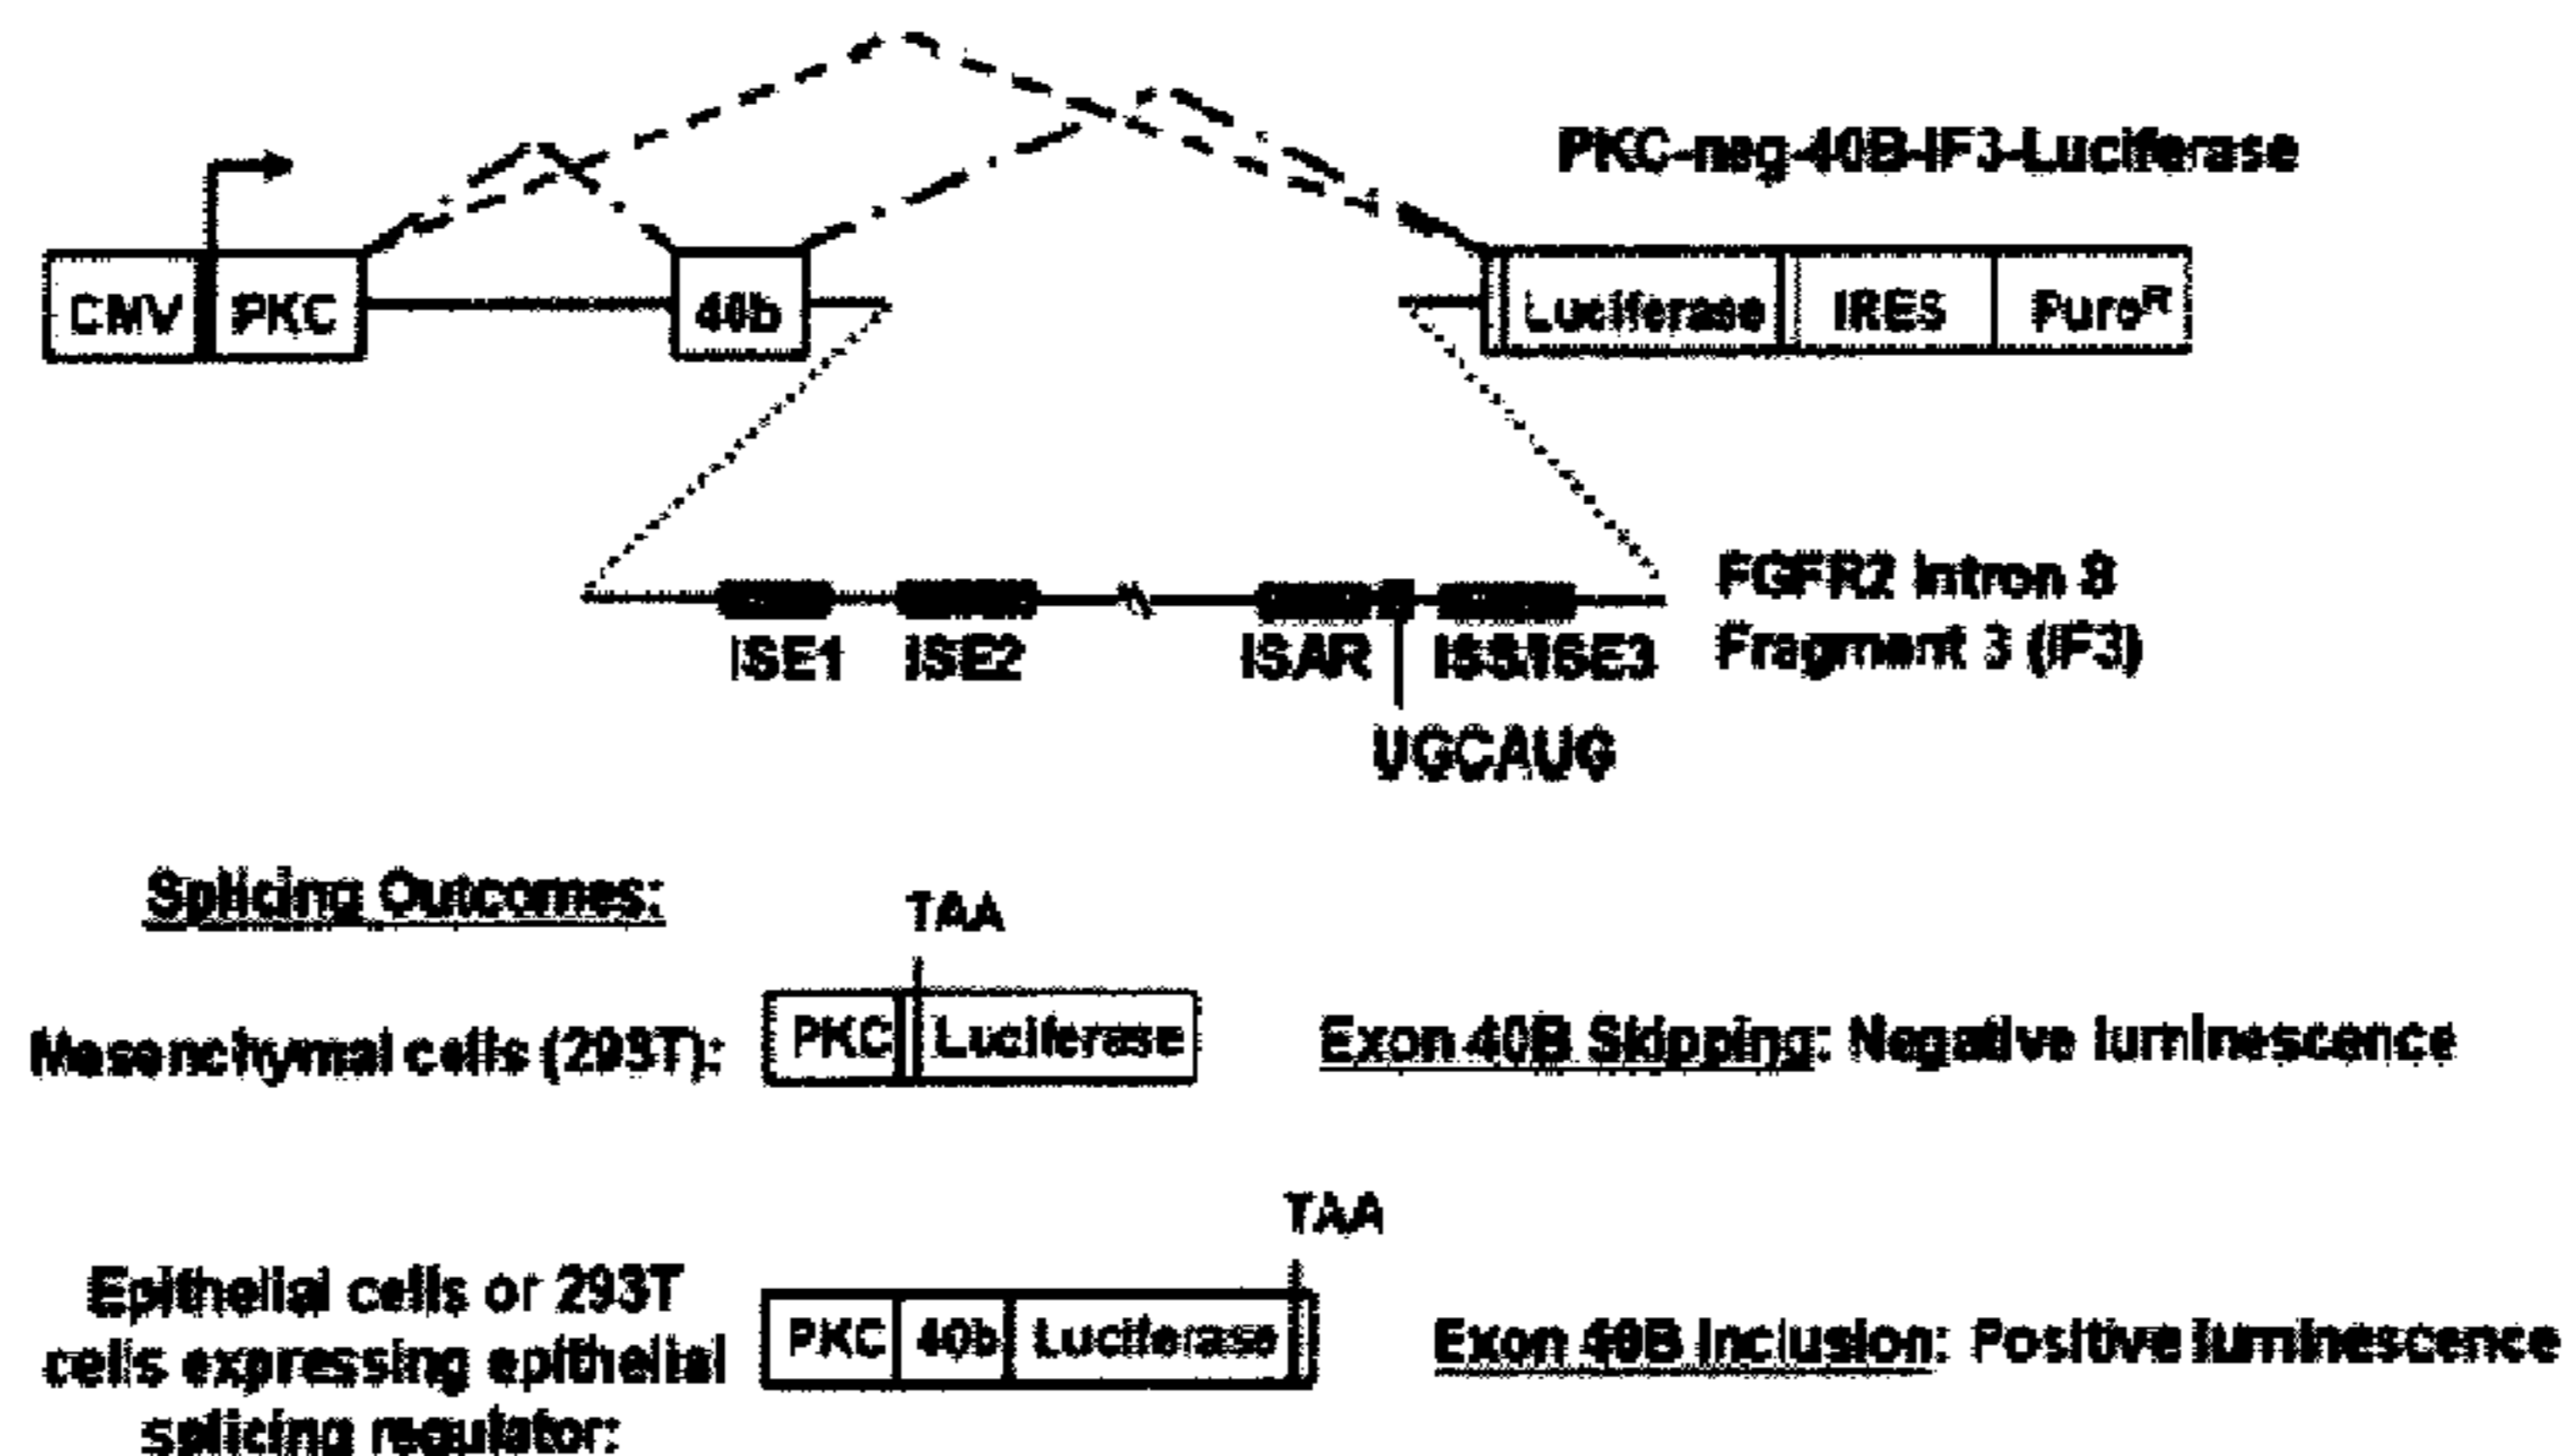 PKC-neg-40B-IF3-Luciferase
CMV PKC 40b Luciferase IRES Puroᴿ
FGFR2 Intron 8
Fragment 3 (IF3)
ISE1 ISE2 ISAR ISS/ISE3
UGCAUG
Splicing Outcomes:
TAA
Mesenchymal cells (293T): PKC Luciferase Exon 40B Skipping: Negative luminescence
TAA
Epithelial cells or 293T
cells expressing epithelial
splicing regulator:
PKC 40b Luciferase Exon 40B Inclusion: Positive luminescence